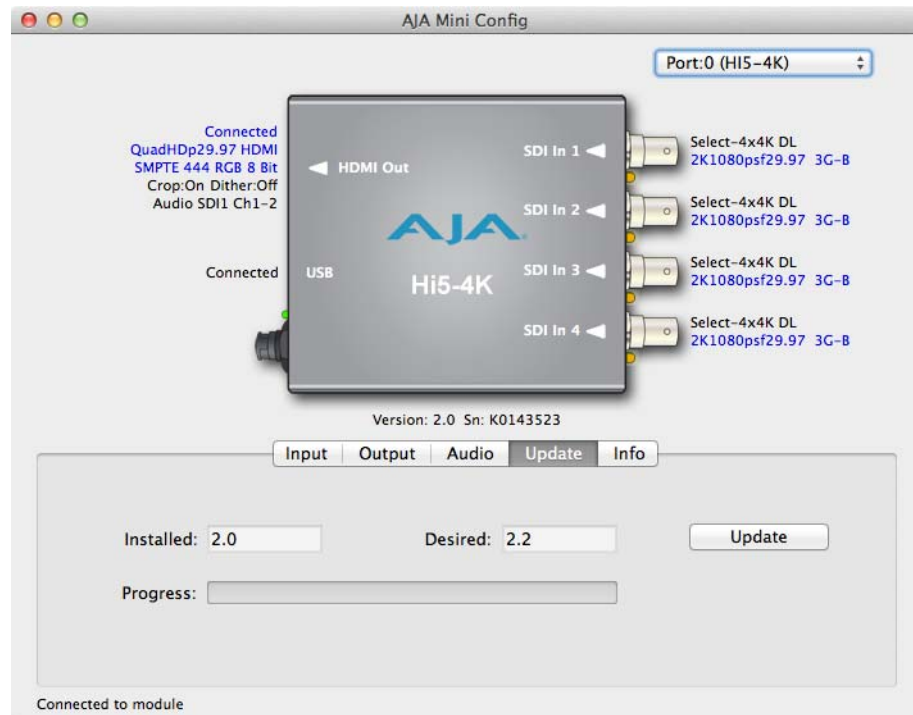 AJA Mini Config
Port:0 (HI5-4K)
Connected
QuadHDp29.97 HDMI
SMPTE 444 RGB 8 Bit
Crop:On Dither:Off
Audio SDI1 Ch1-2
Connected
HDMI Out
USB
AJA
Hi5-4K
SDI In 1
SDI In 2
SDI In 3
SDI In 4
Select-4x4K DL
2K1080psf29.97 3G-B
Select-4x4K DL
2K1080psf29.97 3G-B
Select-4x4K DL
2K1080psf29.97 3G-B
Select-4x4K DL
2K1080psf29.97 3G-B
Version: 2.0 Sn: K0143523
Input Output Audio Update Info
Installed: 2.0 Desired: 2.2 Update
Progress:
Connected to module